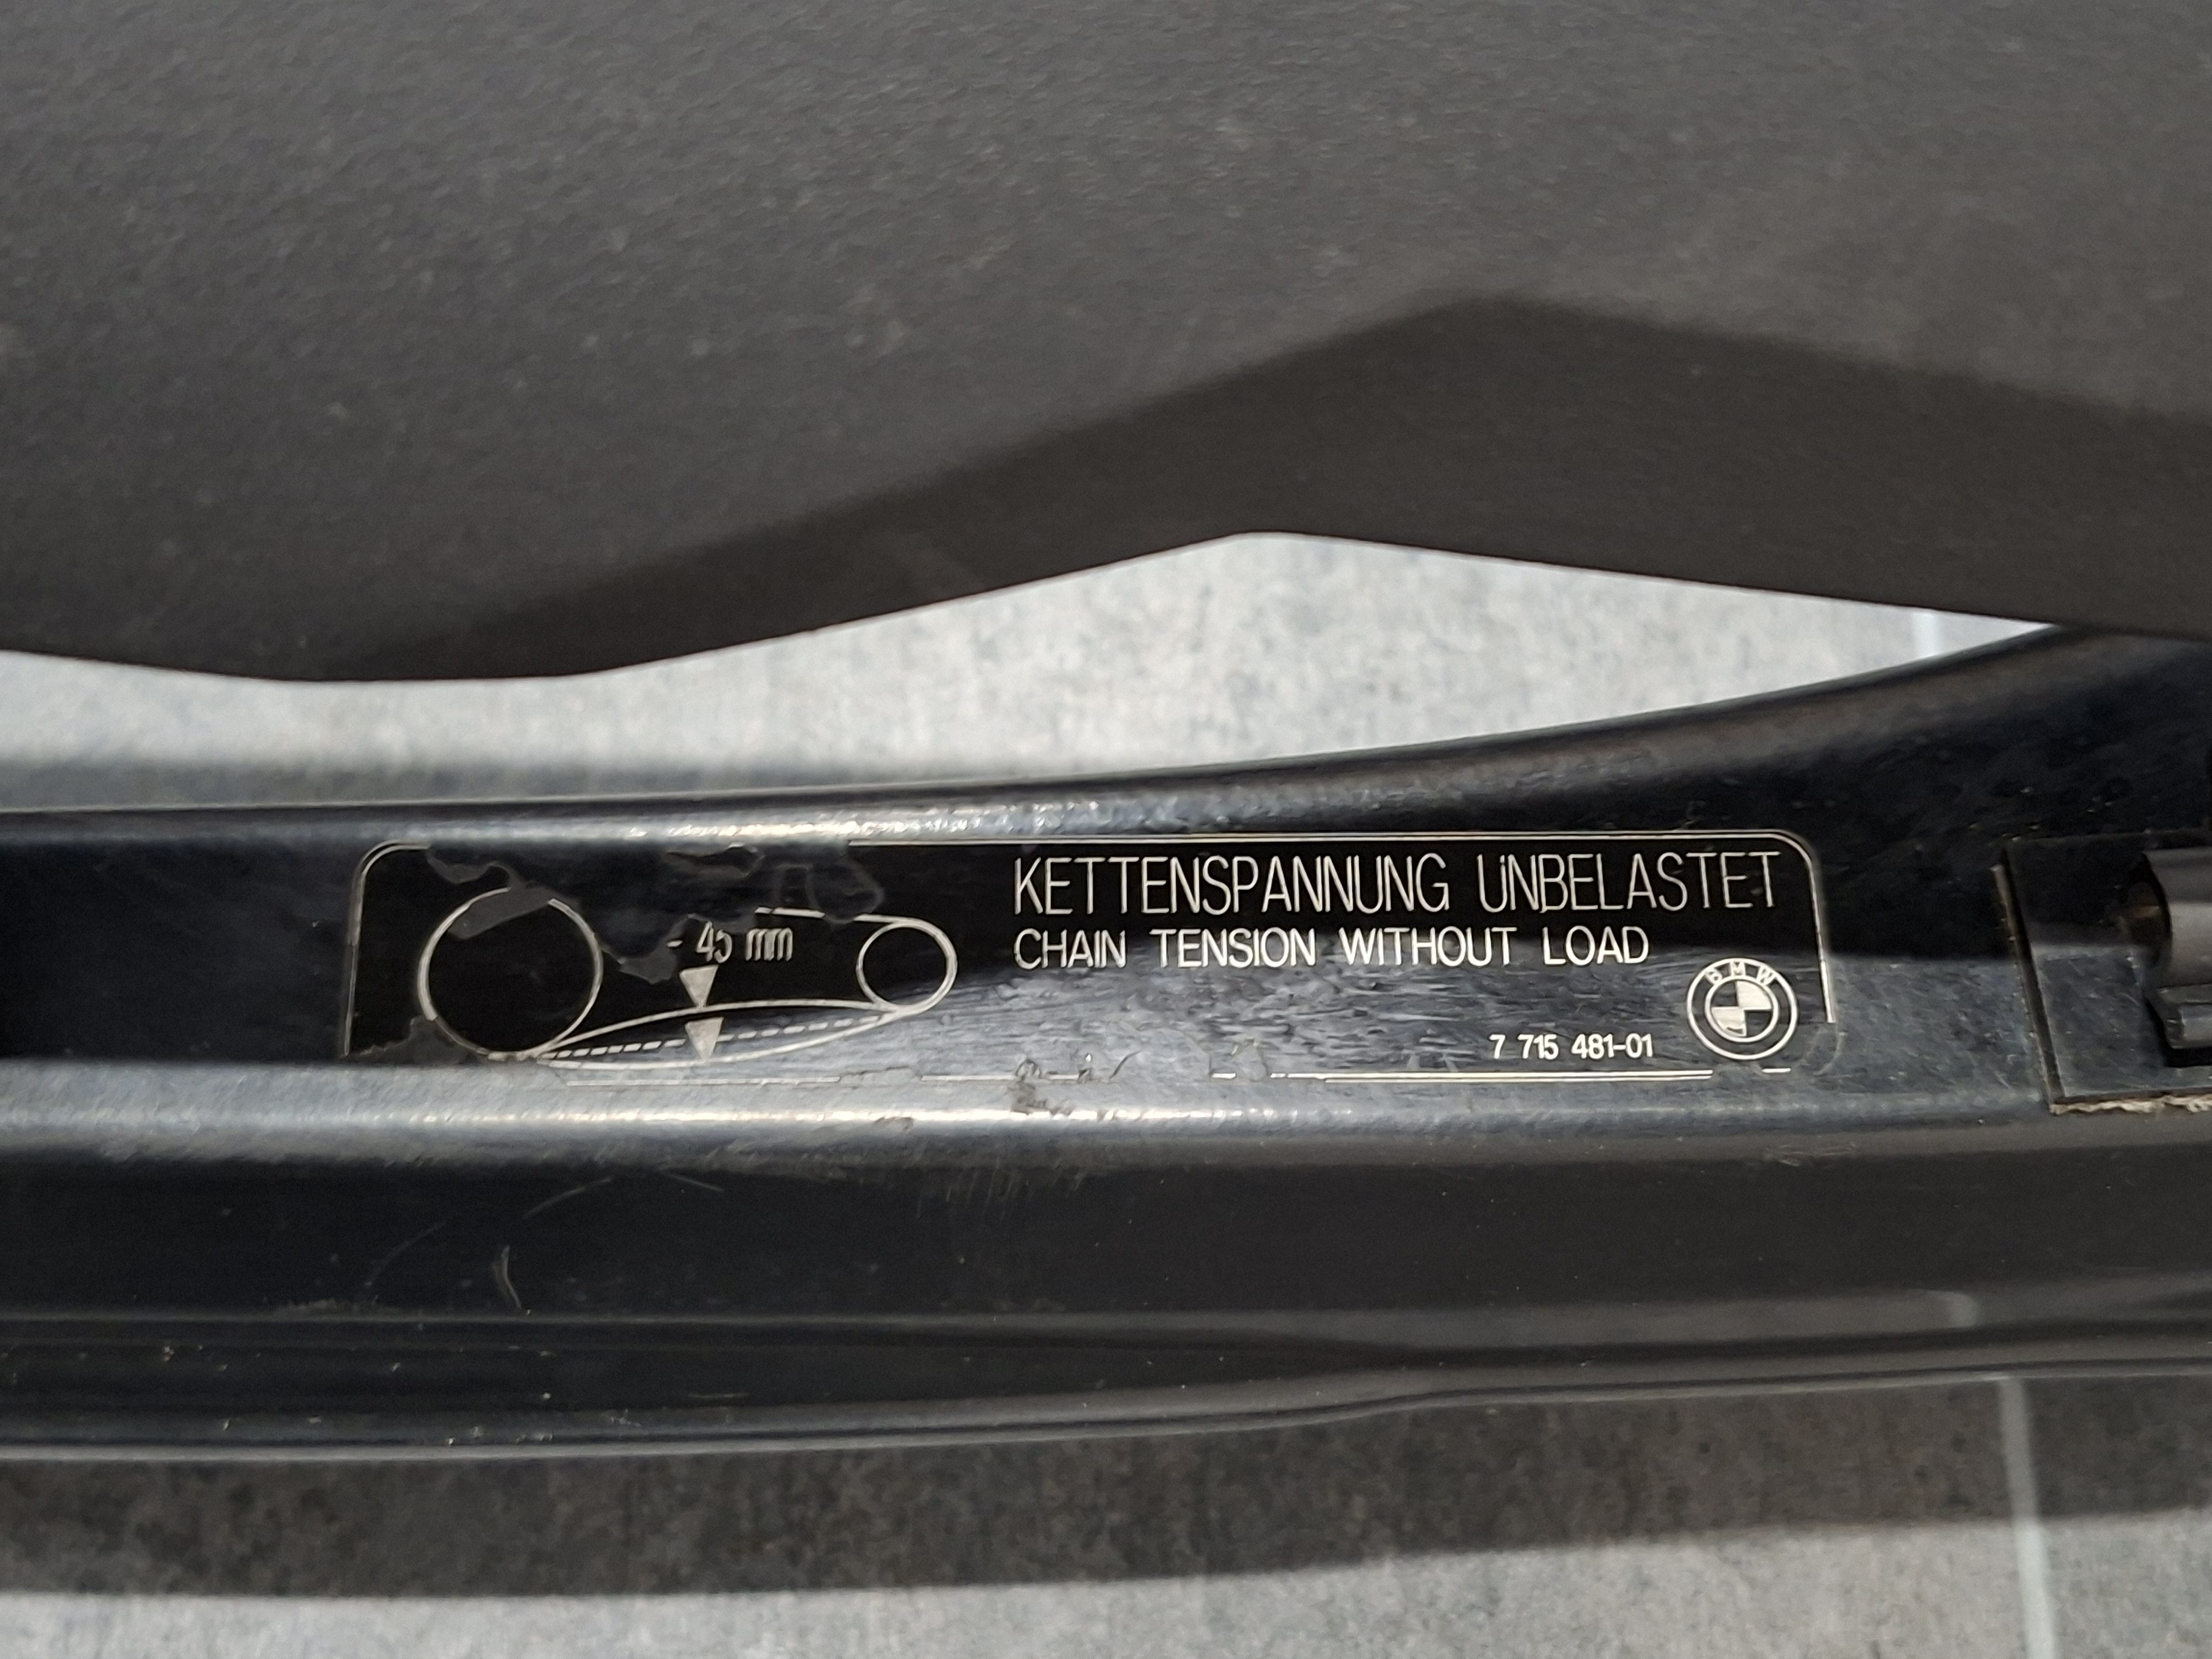 KETTENSPANNUNG UNBELASTET
CHAIN TENSION WITHOUT LOAD
- 45 mm
BMW
7 715 481-01